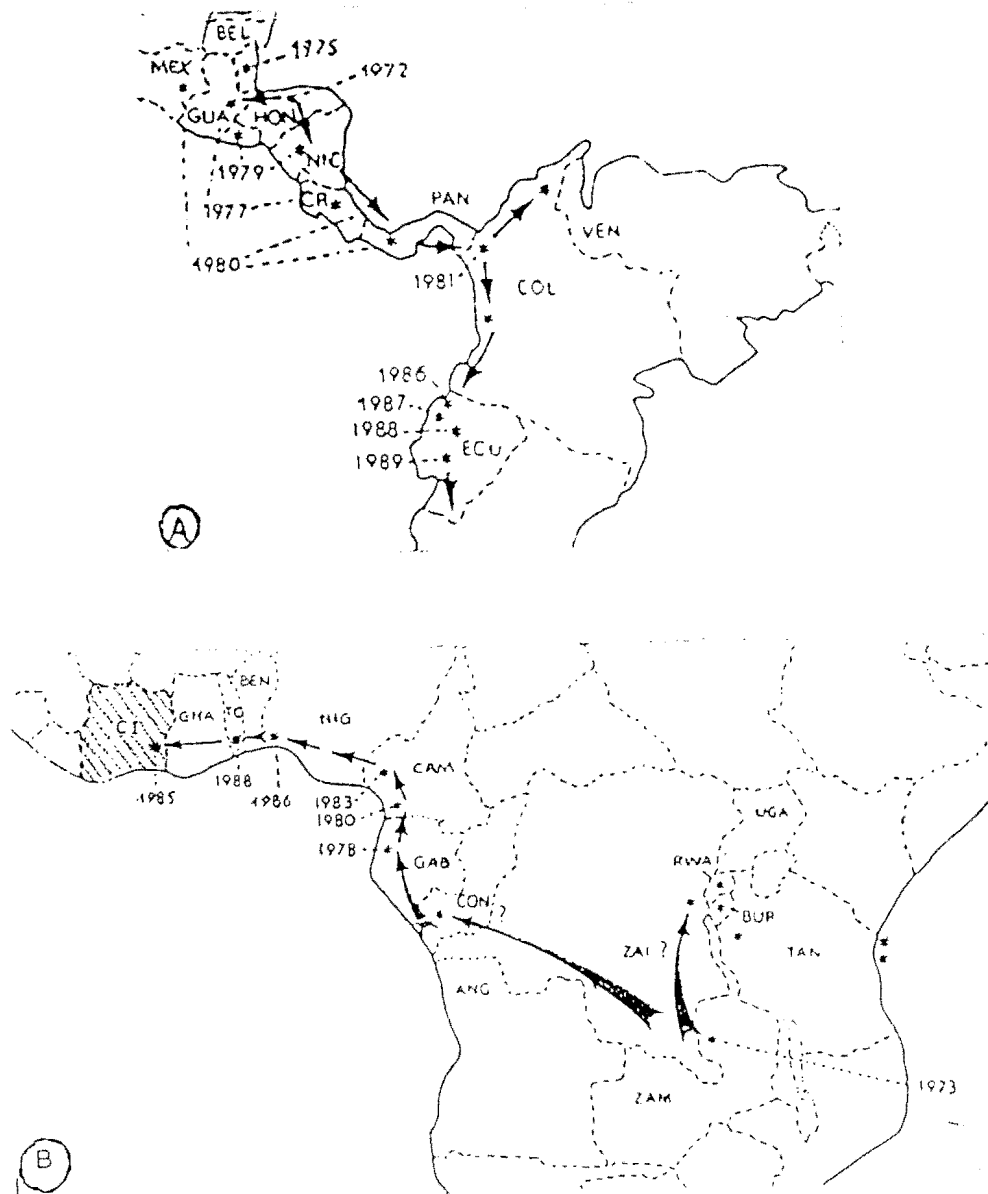 BEL
1975
MEX
1972
GUA
HON
NIC
1979
CR
1977
PAN
VEN
1980
1981
COL
1986
1987
1988
ECU
1989
A
BEN
NIG
GHA
TG
CI
CAM
1985
1988
1986
1983
1980
UGA
1978
GAB
RWA
CON ?
BUR
ZAI ?
TAN
ANG
1973
ZAM
B